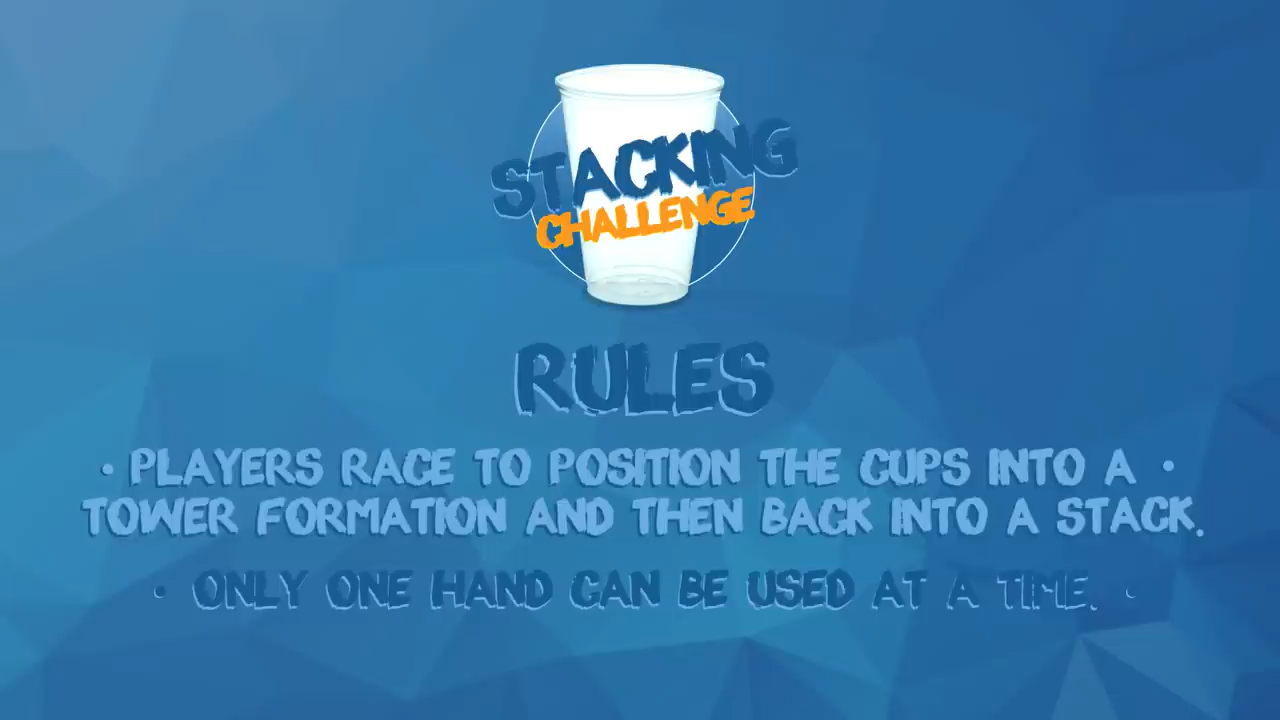 STACKING
CHALLENGE
RULES
• PLAYERS RACE TO POSITION THE CUPS INTO A •
TOWER FORMATION AND THEN BACK INTO A STACK.
• ONLY ONE HAND CAN BE USED AT A TIME. •